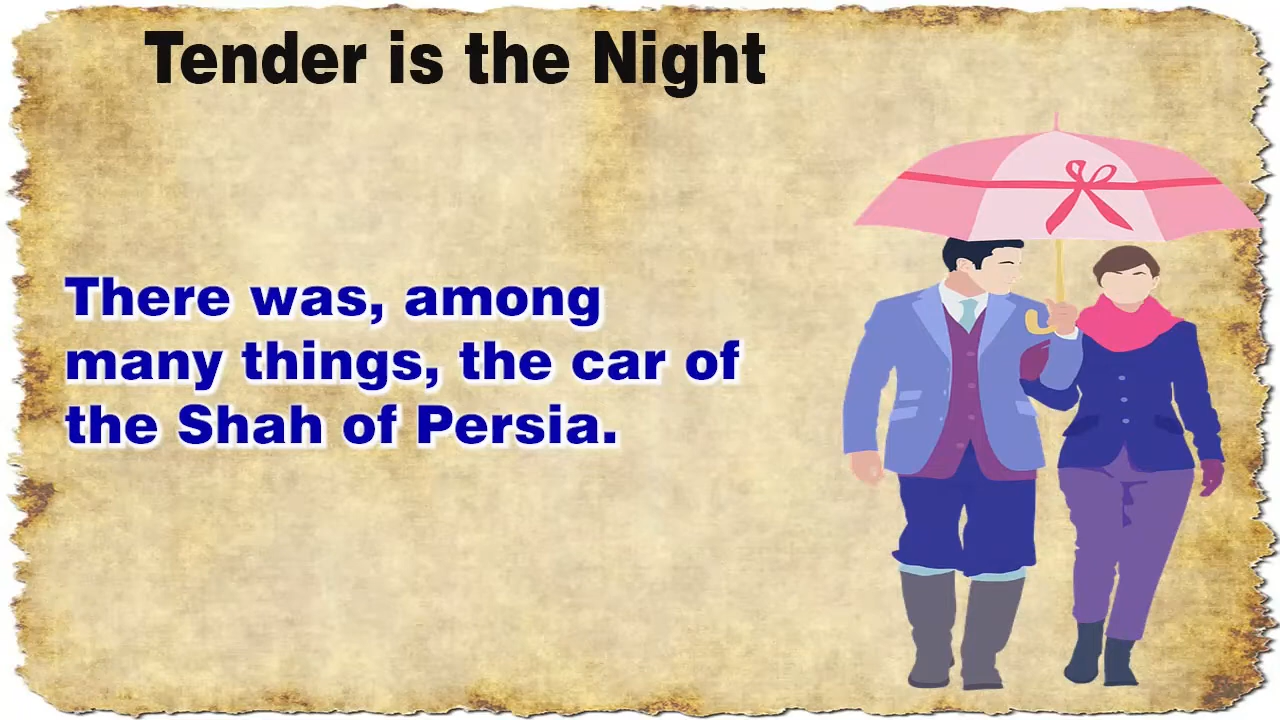 Tender is the Night
There was, among
many things, the car of
the Shah of Persia.